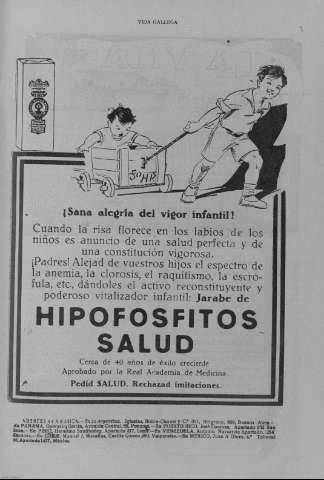 VIDA GALLEGA
50 HPS
¡Sana alegría del vigor infantil!
Cuando la risa florece en los labios de los
niños es anuncio de una salud perfecta y de
una constitución vigorosa.
¡Padres! Alejad de vuestros hijos el espectro de
la anemia, la clorosis, el raquitismo, la escró-
fula, etc, dándoles el activo reconstituyente y
poderoso vitalizador infantil: Jarabe de
HIPOFOSFITOS
SALUD
Cerca de 40 años de éxito creciente
Aprobado por la Real Academia de Medicina
Pedid SALUD. Rechazad imitaciones.